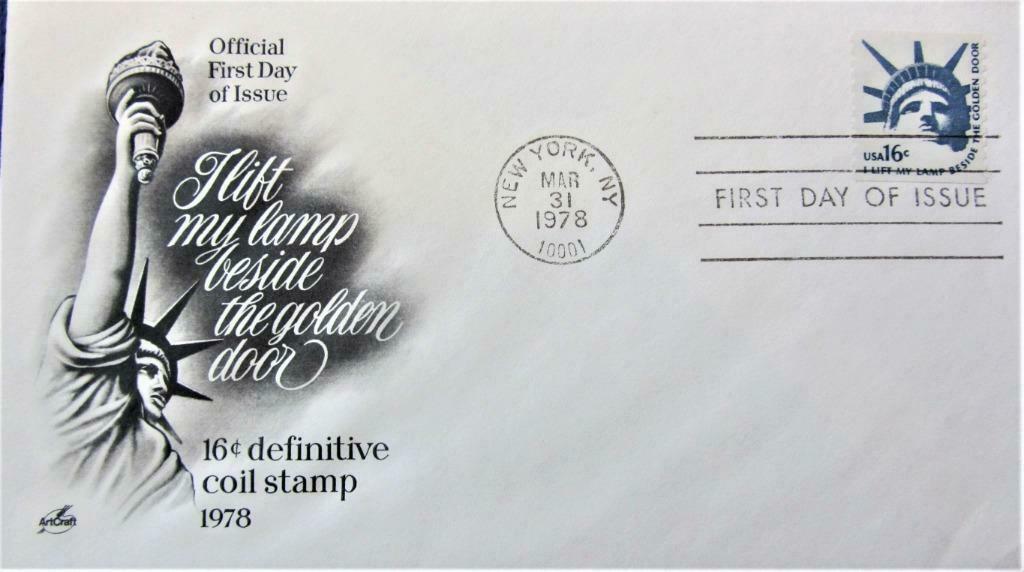 Official
First Day
of Issue
I lift
my lamp
beside
the golden
door
16¢ definitive
coil stamp
1978
ArtCraft
NEW YORK, NY
MAR
31
1978
10001
USA16c
I LIFT MY LAMP BESIDE THE GOLDEN DOOR
FIRST DAY OF ISSUE